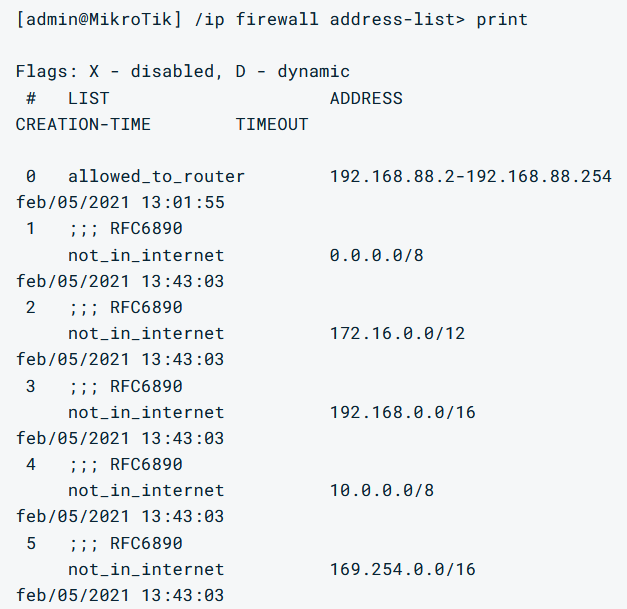 [admin@MikroTik] /ip firewall address-list> print
Flags: X - disabled, D - dynamic
# LIST ADDRESS
CREATION-TIME TIMEOUT
0 allowed_to_router 192.168.88.2-192.168.88.254
feb/05/2021 13:01:55
1 ;;; RFC6890
not_in_internet 0.0.0.0/8
feb/05/2021 13:43:03
2 ;;; RFC6890
not_in_internet 172.16.0.0/12
feb/05/2021 13:43:03
3 ;;; RFC6890
not_in_internet 192.168.0.0/16
feb/05/2021 13:43:03
4 ;;; RFC6890
not_in_internet 10.0.0.0/8
feb/05/2021 13:43:03
5 ;;; RFC6890
not_in_internet 169.254.0.0/16
feb/05/2021 13:43:03